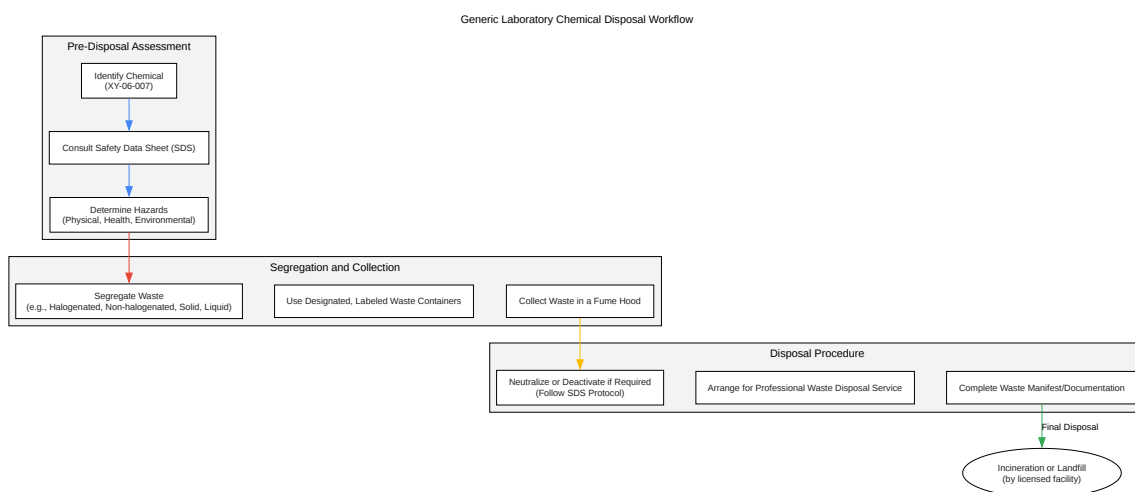 Generic Laboratory Chemical Disposal Workflow
Pre-Disposal Assessment
Identify Chemical
(XY-06-007)
Consult Safety Data Sheet (SDS)
Determine Hazards
(Physical, Health, Environmental)
Segregation and Collection
Segregate Waste
(e.g., Halogenated, Non-halogenated, Solid, Liquid)
Use Designated, Labeled Waste Containers
Collect Waste in a Fume Hood
Disposal Procedure
Neutralize or Deactivate if Required
(Follow SDS Protocol)
Arrange for Professional Waste Disposal Service
Complete Waste Manifest/Documentation
Final Disposal
Incineration or Landfill
(by licensed facility)